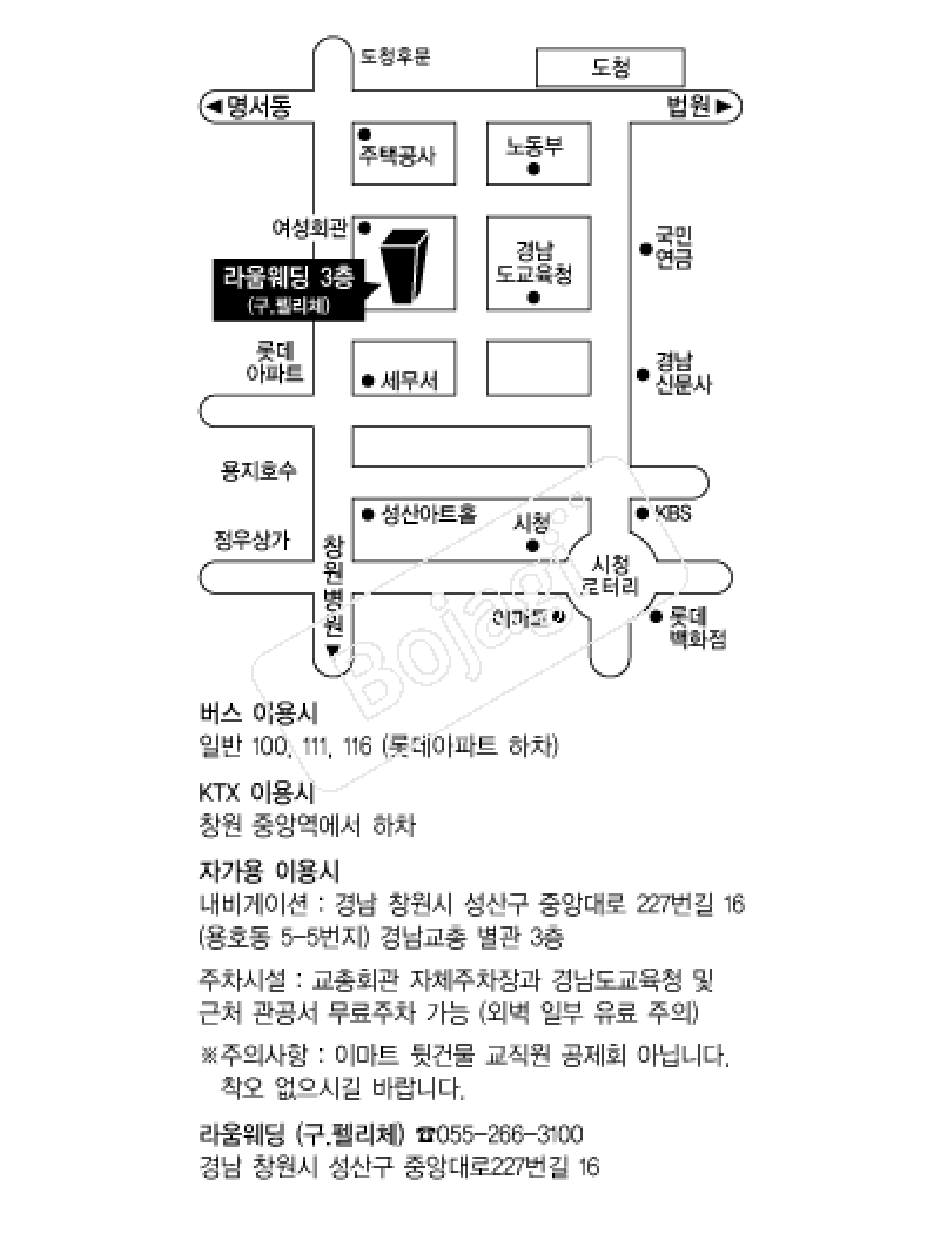 도청후문
도청
◀명서동
법원▶
주택공사
노동부
여성회관
국민
연금
경남
도교육청
라움웨딩 3층
(구.펠리체)
롯데
아파트
세무서
경남
신문사
용지호수
성산아트홀
시청
KBS
정우상가
창원병원▼
시청
로터리
이마트
롯데
백화점
Bojagi
버스 이용시
일반 100, 111, 116 (롯데아파트 하차)
KTX 이용시
창원 중앙역에서 하차
자가용 이용시
내비게이션 : 경남 창원시 성산구 중앙대로 227번길 16
(용호동 5-5번지) 경남교총 별관 3층
주차시설 : 교총회관 자체주차장과 경남도교육청 및
근처 관공서 무료주차 가능 (외벽 일부 유료 주의)
※주의사항 : 이마트 뒷건물 교직원 공제회 아닙니다.
착오 없으시길 바랍니다.
라움웨딩 (구.펠리체) ☎055-266-3100
경남 창원시 성산구 중앙대로227번길 16